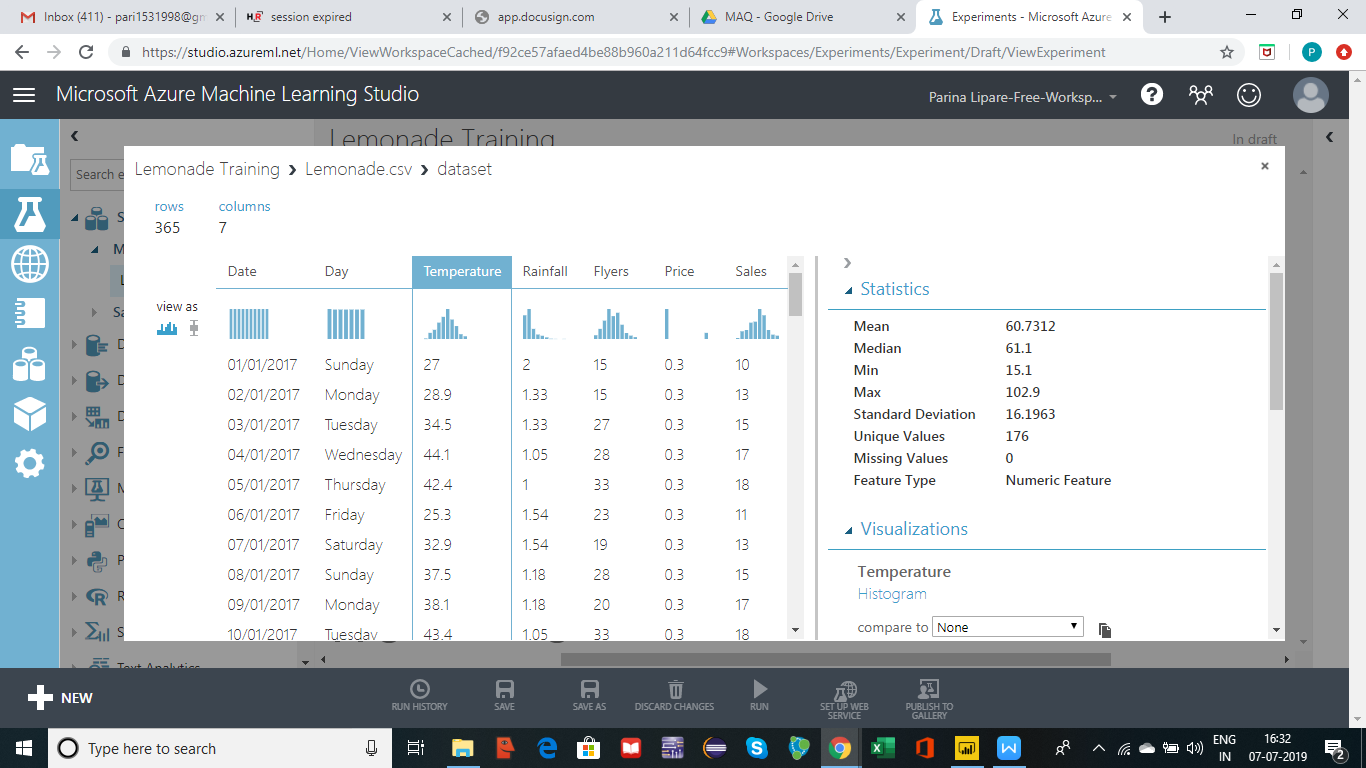 Inbox (411) - pari1531998@gm
session expired
app.docusign.com
MAQ - Google Drive
Experiments - Microsoft Azure
https://studio.azureml.net/Home/ViewWorkspaceCached/f92ce57afaed4be88b960a211d64fcc9#Workspaces/Experiments/Experiment/Draft/ViewExperiment
P
Microsoft Azure Machine Learning Studio
Parina Lipare-Free-Worksp...
Lemonade Training
In draft
Search e
Lemonade Training > Lemonade.csv > dataset
rows columns
365 7
Date Day Temperature Rainfall Flyers Price Sales
view as
01/01/2017 Sunday 27 2 15 0.3 10
02/01/2017 Monday 28.9 1.33 15 0.3 13
03/01/2017 Tuesday 34.5 1.33 27 0.3 15
04/01/2017 Wednesday 44.1 1.05 28 0.3 17
05/01/2017 Thursday 42.4 1 33 0.3 18
06/01/2017 Friday 25.3 1.54 23 0.3 11
07/01/2017 Saturday 32.9 1.54 19 0.3 13
08/01/2017 Sunday 37.5 1.18 28 0.3 15
09/01/2017 Monday 38.1 1.18 20 0.3 17
10/01/2017 Tuesday 43.4 1.05 33 0.3 18
Statistics
Mean 60.7312
Median 61.1
Min 15.1
Max 102.9
Standard Deviation 16.1963
Unique Values 176
Missing Values 0
Feature Type Numeric Feature
Visualizations
Temperature
Histogram
compare to None
Text Analytics
NEW
RUN HISTORY
SAVE
SAVE AS
DISCARD CHANGES
RUN
SET UP WEB
SERVICE
PUBLISH TO
GALLERY
Type here to search
ENG
IN
16:32
07-07-2019
2